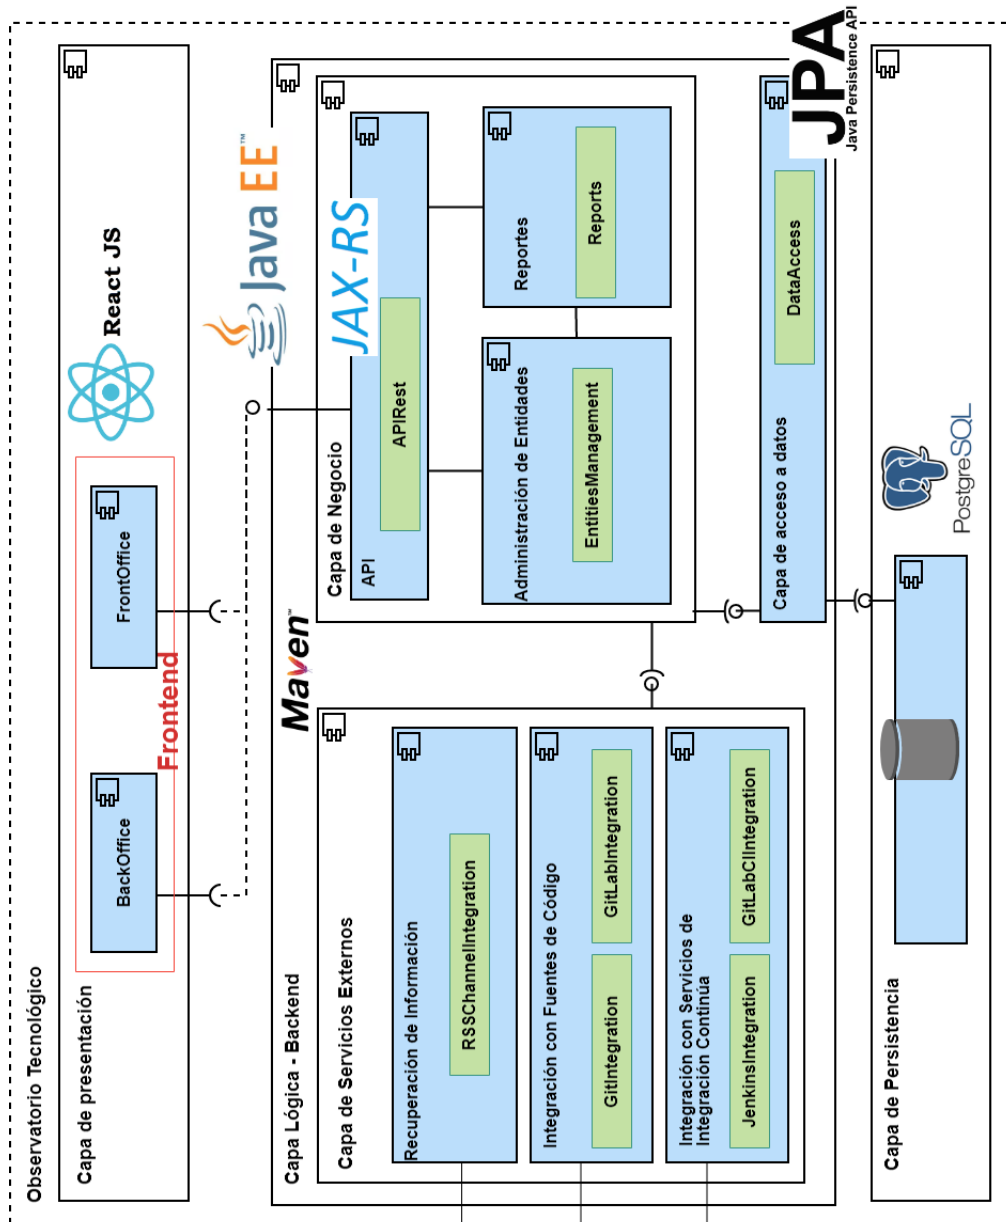 Observatorio Tecnológico
Capa de presentación
BackOffice
FrontOffice
Frontend
React JS
Capa Lógica - Backend
Maven™
Java EE™
Capa de Servicios Externos
Recuperación de Información
RSSChannelIntegration
Integración con Fuentes de Código
GitIntegration
GitLabIntegration
Integración con Servicios de
Integración Continúa
JenkinsIntegration
GitLabCIIntegration
Capa de Negocio
API
APIRest
JAX-RS
Administración de Entidades
EntitiesManagement
Reportes
Reports
Capa de acceso a datos
DataAccess
JPA
Java Persistence API
Capa de Persistencia
PostgreSQL